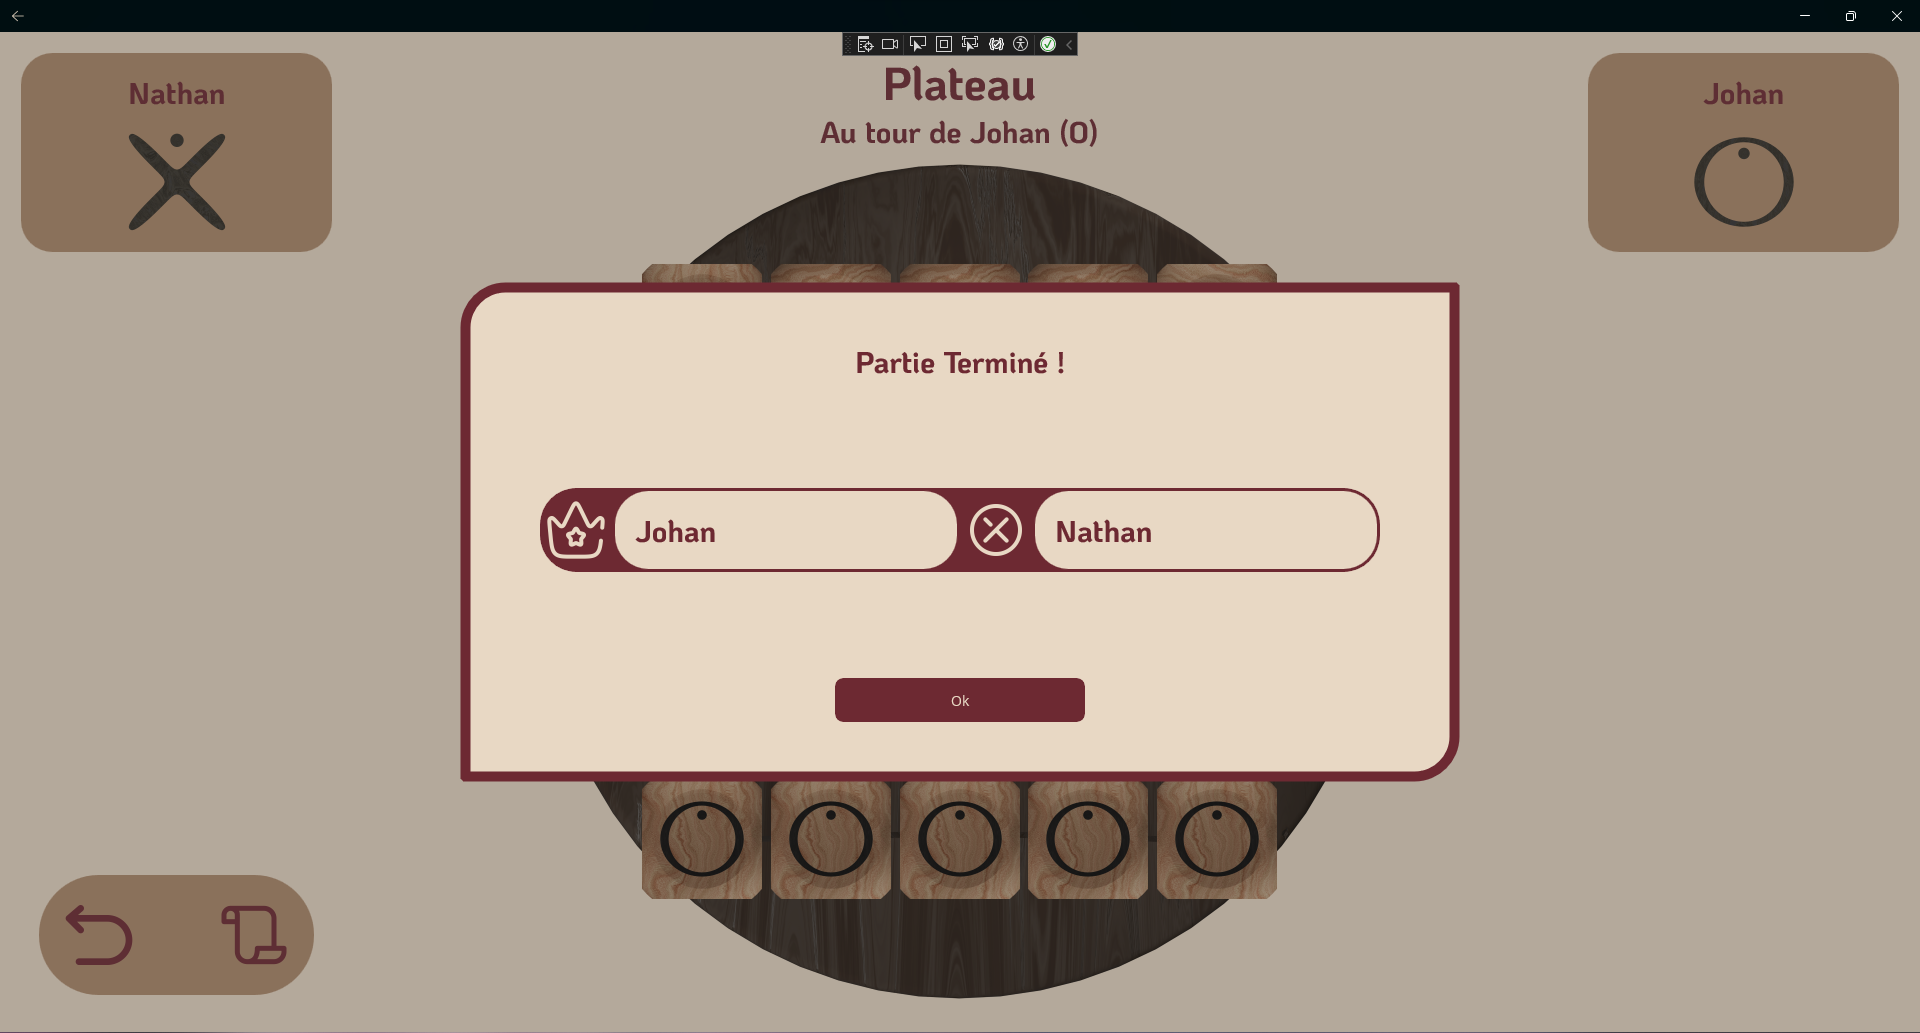 Nathan
Plateau
Au tour de Johan (O)
Johan
Partie Terminé !
Johan
Nathan
Ok